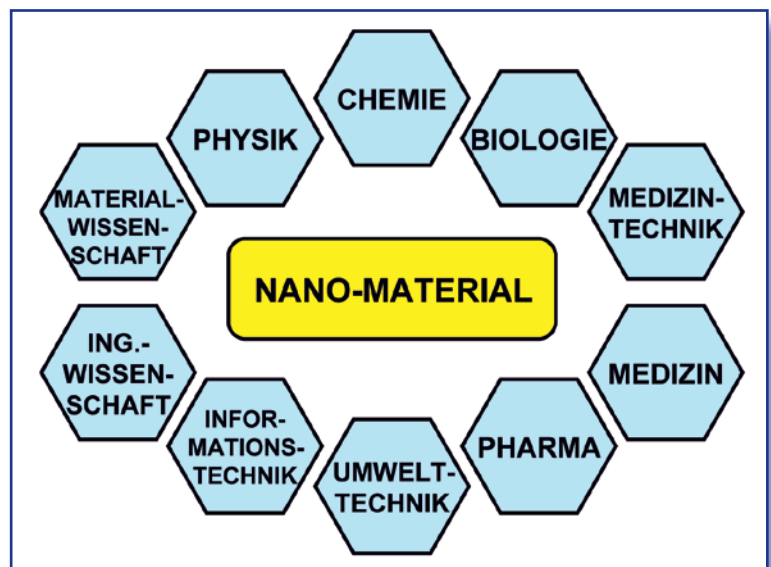 CHEMIE
PHYSIK
BIOLOGIE
MATERIAL-
WISSEN-
SCHAFT
MEDIZIN-
TECHNIK
NANO-MATERIAL
ING.-
WISSEN-
SCHAFT
MEDIZIN
INFOR-
MATIONS-
TECHNIK
PHARMA
UMWELT-
TECHNIK